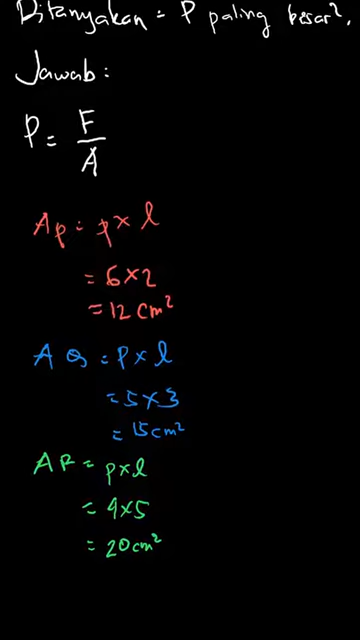 Ditanyakan = P paling besar?
Jawab :
P = F
A
Ap = p x l
= 6 x 2
= 12 cm²
AQ = p x l
= 5 x 3
= 15 cm²
AR = p x l
= 4 x 5
= 20 cm²